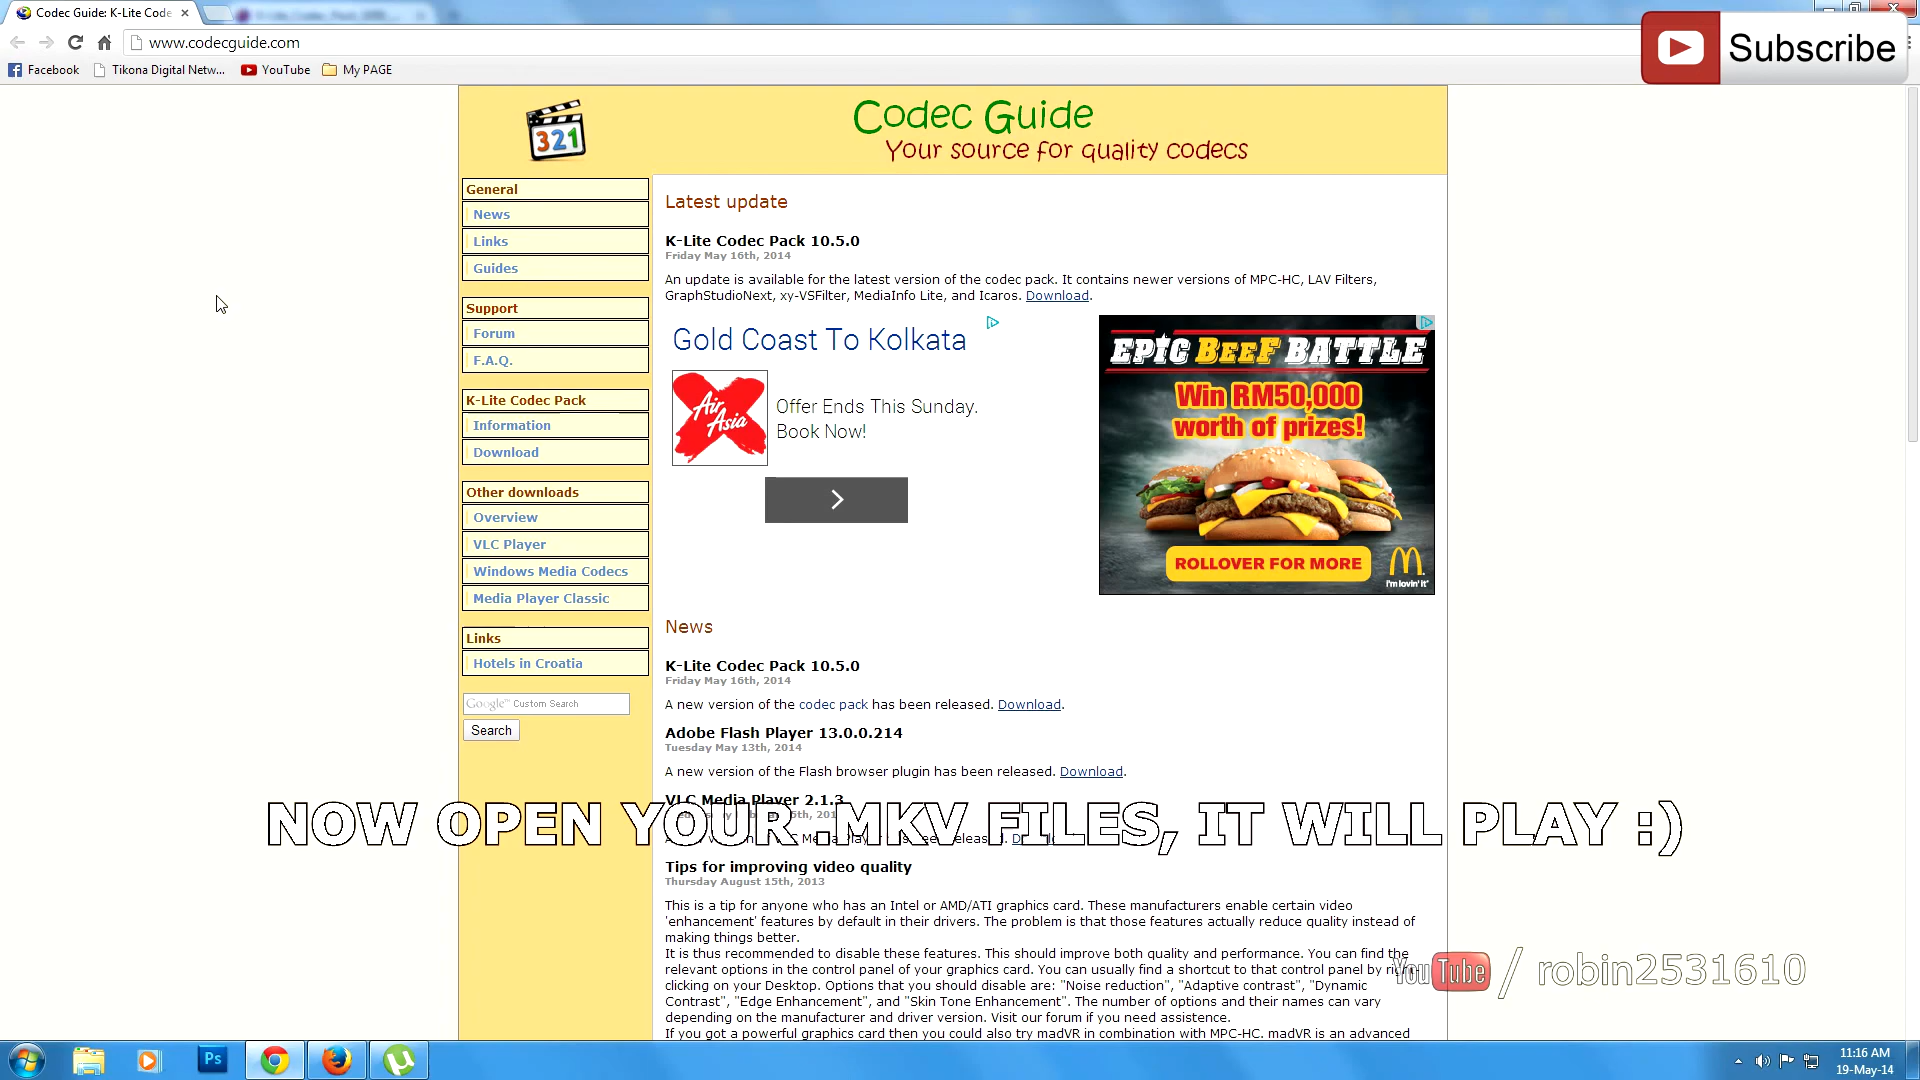 Codec Guide: K-Lite Code
www.codecguide.com
Subscribe
Facebook
Tikona Digital Netw...
YouTube
My PAGE
321
Codec Guide
Your source for quality codecs
General
News
Links
Guides
Support
Forum
F.A.Q.
K-Lite Codec Pack
Information
Download
Other downloads
Overview
VLC Player
Windows Media Codecs
Media Player Classic
Links
Hotels in Croatia
Google™ Custom Search
Search
Latest update
K-Lite Codec Pack 10.5.0
Friday May 16th, 2014
An update is available for the latest version of the codec pack. It contains newer versions of MPC-HC, LAV Filters,
GraphStudioNext, xy-VSFilter, MediaInfo Lite, and Icaros. Download.
Gold Coast To Kolkata
Air Asia
Offer Ends This Sunday.
Book Now!
EPIC BEEF BATTLE
Win RM50,000
worth of prizes!
ROLLOVER FOR MORE
i'm lovin' it
News
K-Lite Codec Pack 10.5.0
Friday May 16th, 2014
A new version of the codec pack has been released. Download.
Adobe Flash Player 13.0.0.214
Tuesday May 13th, 2014
A new version of the Flash browser plugin has been released. Download.
VLC Media Player 2.1.3
NOW OPEN YOUR .MKV FILES, IT WILL PLAY :)
Tips for improving video quality
Thursday August 15th, 2013
This is a tip for anyone who has an Intel or AMD/ATI graphics card. These manufacturers enable certain video
'enhancement' features by default in their drivers. The problem is that those features actually reduce quality instead of
making things better.
It is thus recommended to disable these features. This should improve both quality and performance. You can find the
relevant options in the control panel of your graphics card. You can usually find a shortcut to that control panel by
clicking on your Desktop. Options that you should disable are: "Noise reduction", "Adaptive contrast", "Dynamic
Contrast", "Edge Enhancement", and "Skin Tone Enhancement". The number of options and their names can vary
depending on the manufacturer and driver version. Visit our forum if you need assistance.
If you got a powerful graphics card then you could also try madVR in combination with MPC-HC. madVR is an advanced
YouTube / robin2531610
Ps
11:16 AM
19-May-14